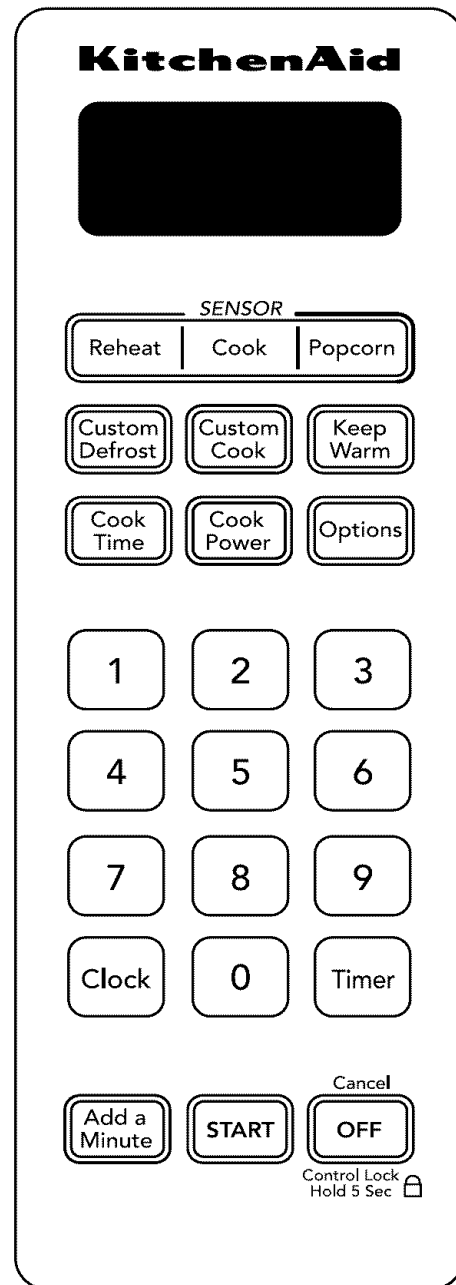 KitchenAid
SENSOR
Reheat Cook Popcorn
Custom Custom Keep
Defrost Cook Warm
Cook Cook Options
Time Power
1 2 3
4 5 6
7 8 9
Clock 0 Timer
Cancel
Add a START OFF
Minute
Control Lock
Hold 5 Sec